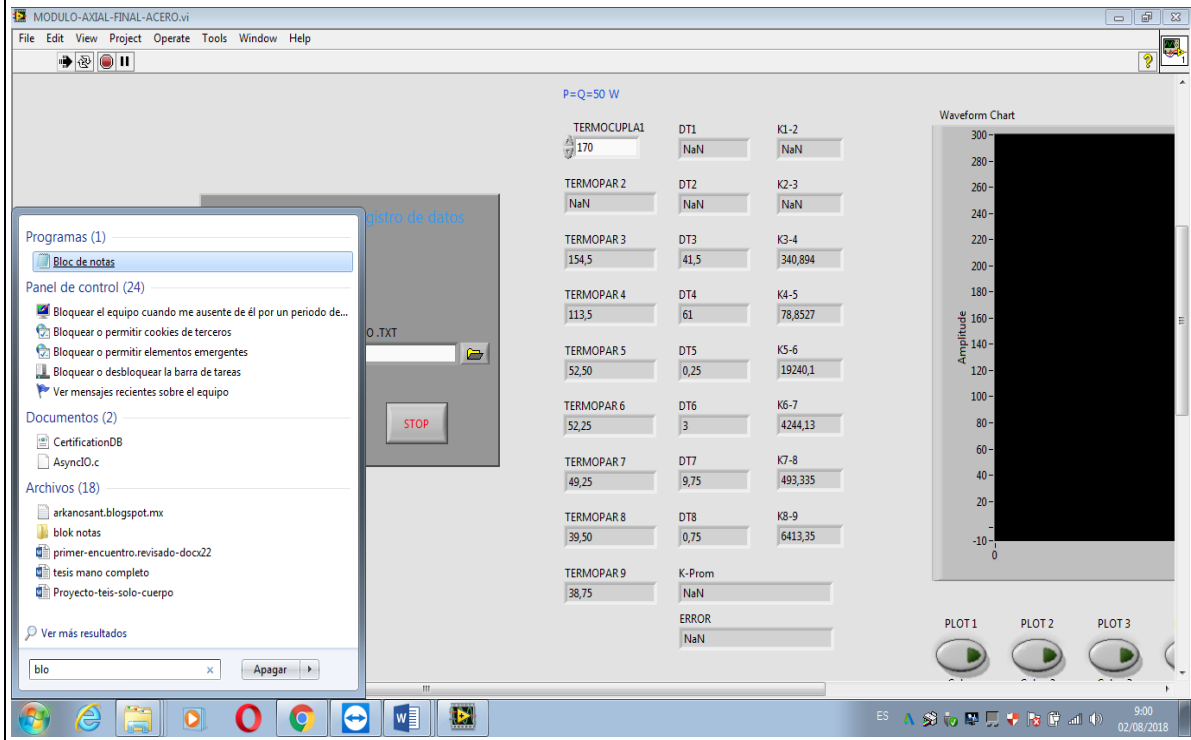 MODULO-AXIAL-FINAL-ACERO.vi
File Edit View Project Operate Tools Window Help
1
P=Q=50 W
TERMOCUPLA1 DT1 K1-2
170 NaN NaN
TERMOPAR 2 DT2 K2-3
NaN NaN NaN
TERMOPAR 3 DT3 K3-4
154,5 41,5 340,894
TERMOPAR 4 DT4 K4-5
113,5 61 78,8527
TERMOPAR 5 DT5 K5-6
52,50 0,25 19240,1
TERMOPAR 6 DT6 K6-7
52,25 3 4244,13
TERMOPAR 7 DT7 K7-8
49,25 9,75 493,335
TERMOPAR 8 DT8 K8-9
39,50 0,75 6413,35
TERMOPAR 9 K-Prom
38,75 NaN
ERROR
NaN
Waveform Chart
300
280
260
240
220
200
180
160
140
120
100
80
60
40
20
-10
0
Amplitude
PLOT 1 PLOT 2 PLOT 3
gistro de datos
O .TXT
STOP
Programas (1)
Bloc de notas
Panel de control (24)
Bloquear el equipo cuando me ausente de él por un periodo de...
Bloquear o permitir cookies de terceros
Bloquear o permitir elementos emergentes
Bloquear o desbloquear la barra de tareas
Ver mensajes recientes sobre el equipo
Documentos (2)
CertificationDB
AsyncIO.c
Archivos (18)
arkanosant.blogspot.mx
blok notas
primer-encuentro.revisado-docx22
tesis mano completo
Proyecto-teis-solo-cuerpo
Ver más resultados
blo
Apagar
ES
9:00
02/08/2018